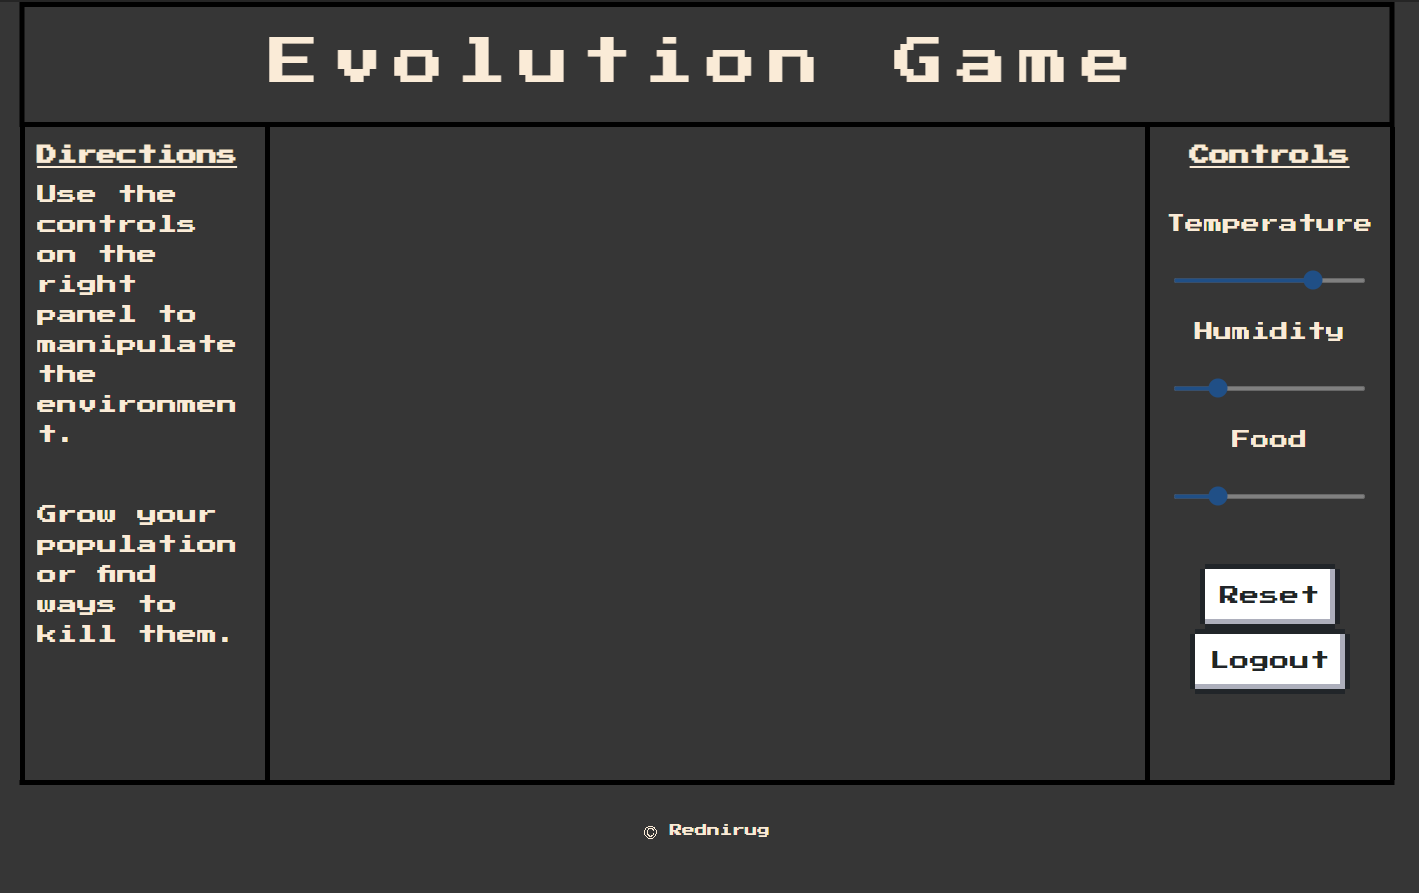 Evolution Game
Directions
Use the
controls
on the
right
panel to
manipulate
the
environmen
t.
Grow your
population
or find
ways to
kill them.
Controls
Temperature
Humidity
Food
Reset
Logout
© Rednirug